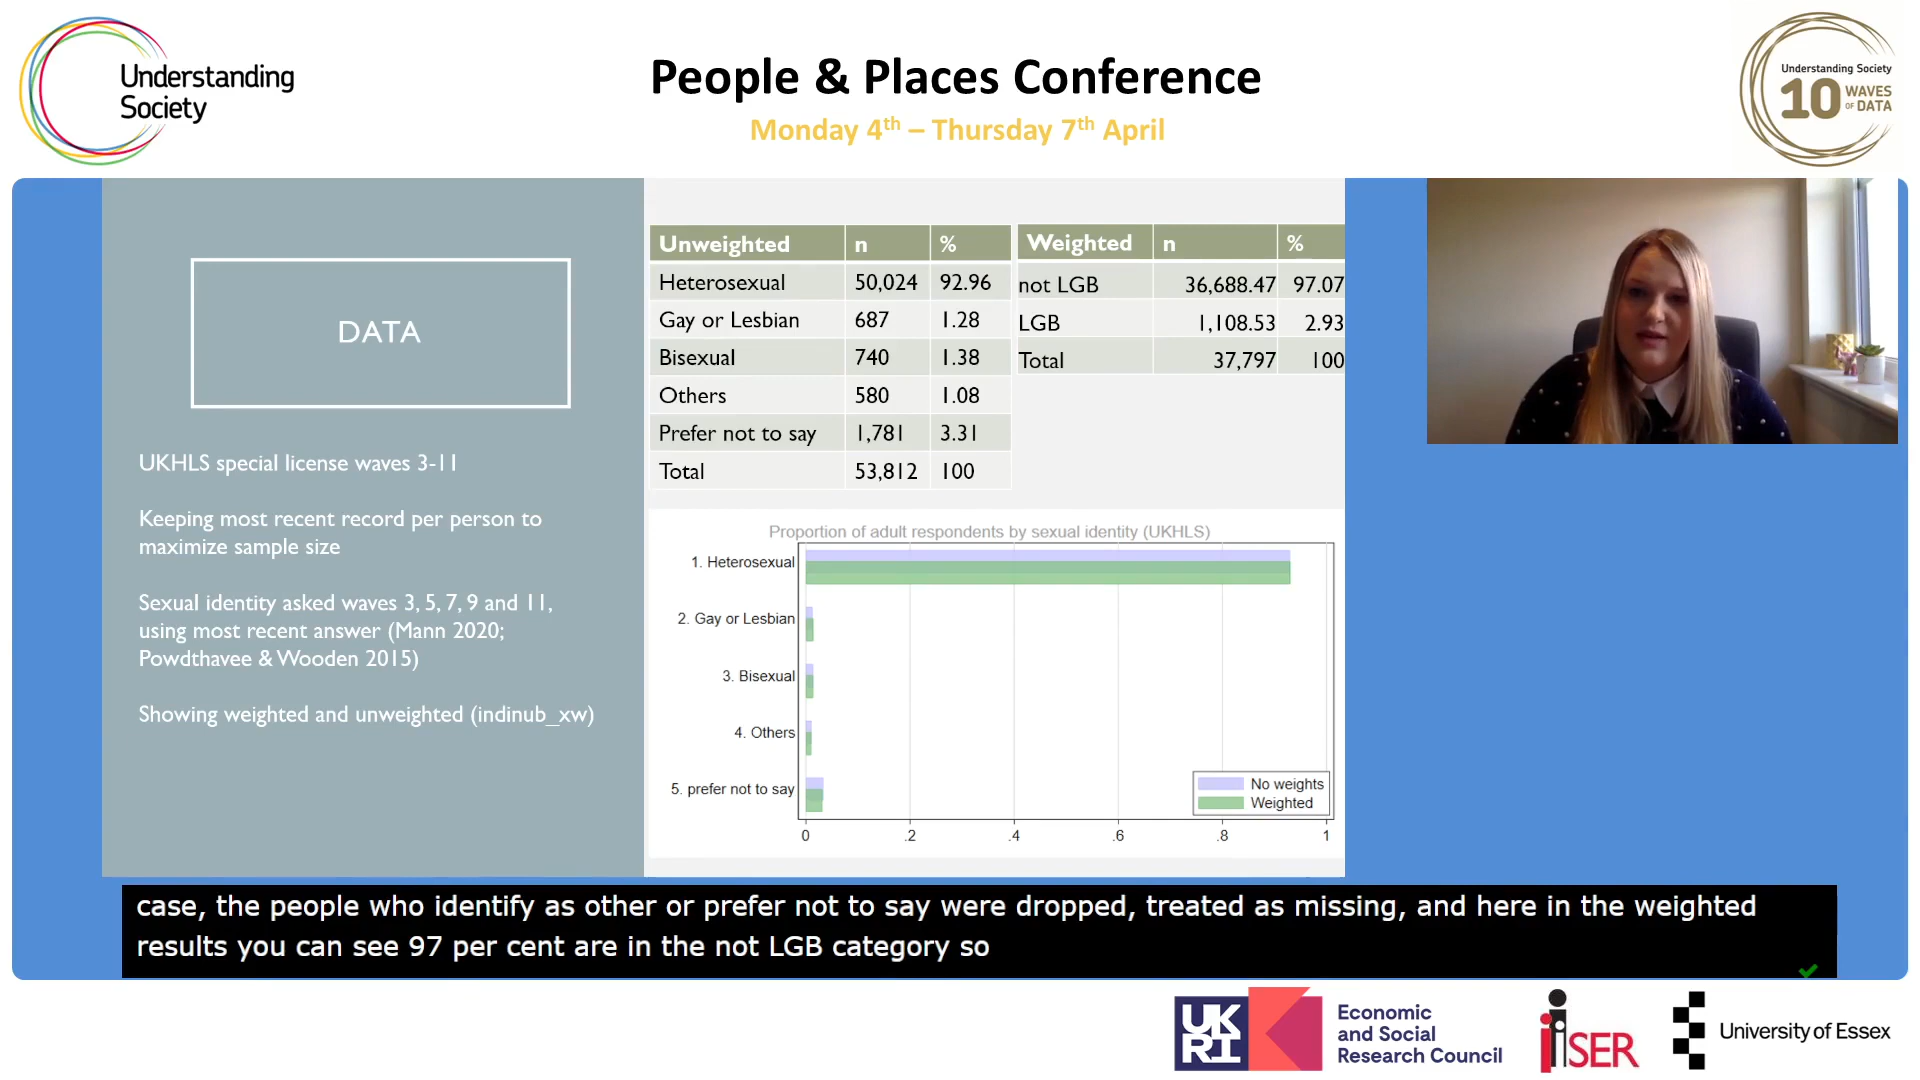 Understanding
Society
People & Places Conference
Monday 4th – Thursday 7th April
Understanding Society
10 WAVES
OF DATA
DATA
UKHLS special license waves 3-11
Keeping most recent record per person to
maximize sample size
Sexual identity asked waves 3, 5, 7, 9 and 11,
using most recent answer (Mann 2020;
Powdthavee & Wooden 2015)
Showing weighted and unweighted (indinub_xw)
Unweighted n %
Heterosexual 50,024 92.96
Gay or Lesbian 687 1.28
Bisexual 740 1.38
Others 580 1.08
Prefer not to say 1,781 3.31
Total 53,812 100
Weighted n %
not LGB 36,688.47 97.07
LGB 1,108.53 2.93
Total 37,797 100
Proportion of adult respondents by sexual identity (UKHLS)
1. Heterosexual
2. Gay or Lesbian
3. Bisexual
4. Others
5. prefer not to say
No weights
Weighted
0 .2 .4 .6 .8 1
case, the people who identify as other or prefer not to say were dropped, treated as missing, and here in the weighted
results you can see 97 per cent are in the not LGB category so
UK
RI
Economic
and Social
Research Council
iSER
University of Essex